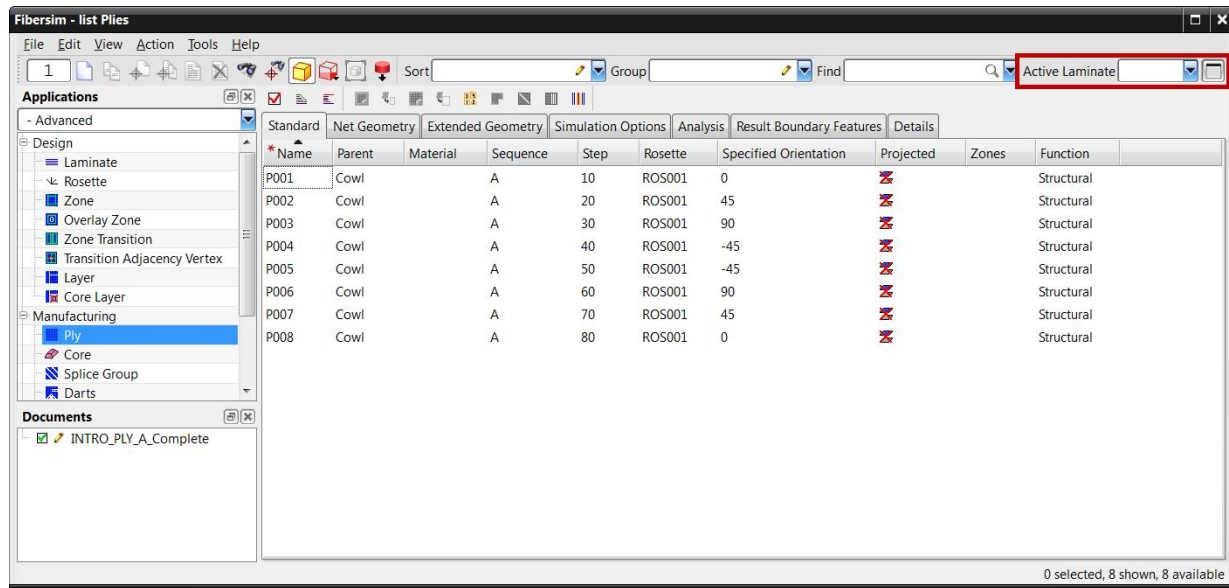 Fibersim - list Plies
File Edit View Action Tools Help
1 Sort Group Find Active Laminate
Applications
- Advanced
Design
Laminate
Rosette
Zone
Overlay Zone
Zone Transition
Transition Adjacency Vertex
Layer
Core Layer
Manufacturing
Ply
Core
Splice Group
Darts
Documents
INTRO_PLY_A_Complete
Standard Net Geometry Extended Geometry Simulation Options Analysis Result Boundary Features Details
*Name Parent Material Sequence Step Rosette Specified Orientation Projected Zones Function
P001 Cowl A 10 ROS001 0 Structural
P002 Cowl A 20 ROS001 45 Structural
P003 Cowl A 30 ROS001 90 Structural
P004 Cowl A 40 ROS001 -45 Structural
P005 Cowl A 50 ROS001 -45 Structural
P006 Cowl A 60 ROS001 90 Structural
P007 Cowl A 70 ROS001 45 Structural
P008 Cowl A 80 ROS001 0 Structural
0 selected, 8 shown, 8 available